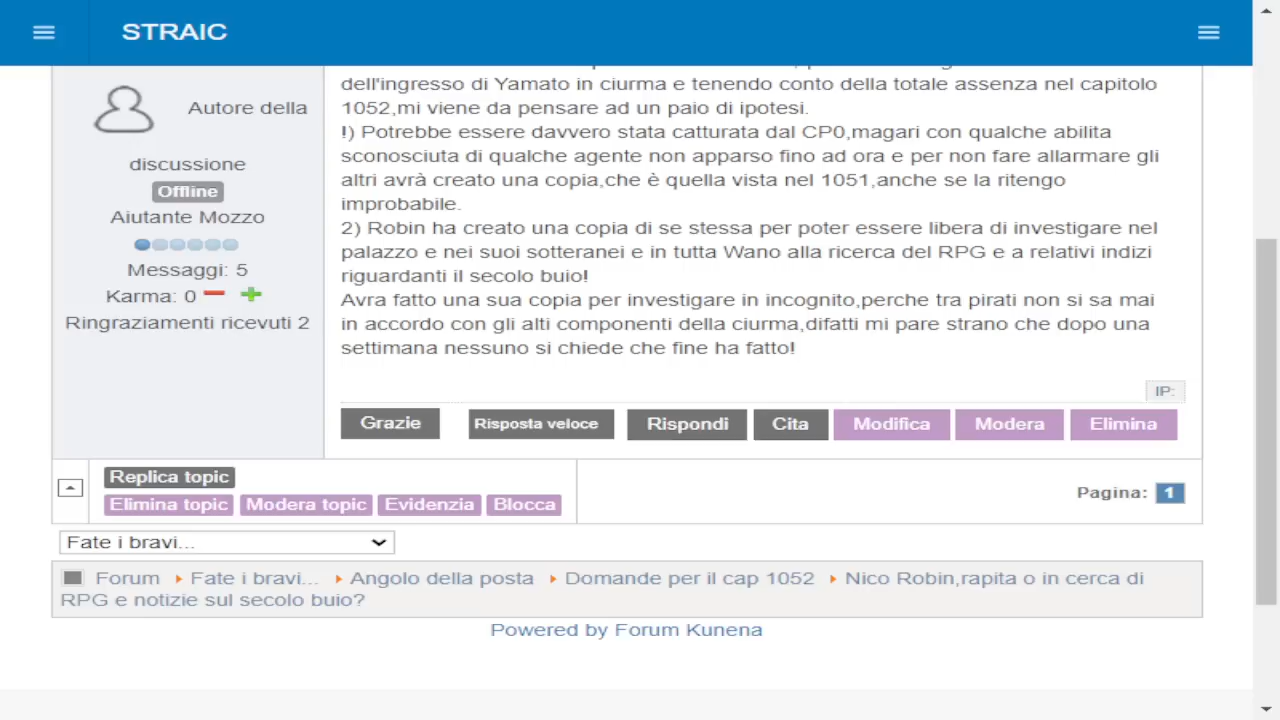 STRAIC
dell'ingresso di Yamato in ciurma e tenendo conto della totale assenza nel capitolo
1052,mi viene da pensare ad un paio di ipotesi.
!) Potrebbe essere davvero stata catturata dal CP0,magari con qualche abilita
sconosciuta di qualche agente non apparso fino ad ora e per non fare allarmare gli
altri avrà creato una copia,che è quella vista nel 1051,anche se la ritengo
improbabile.
2) Robin ha creato una copia di se stessa per poter essere libera di investigare nel
palazzo e nei suoi sotteranei e in tutta Wano alla ricerca del RPG e a relativi indizi
riguardanti il secolo buio!
Avra fatto una sua copia per investigare in incognito,perche tra pirati non si sa mai
in accordo con gli alti componenti della ciurma,difatti mi pare strano che dopo una
settimana nessuno si chiede che fine ha fatto!
Autore della
discussione
Offline
Aiutante Mozzo
Messaggi: 5
Karma: 0
Ringraziamenti ricevuti 2
IP:
Grazie Risposta veloce Rispondi Cita Modifica Modera Elimina
Replica topic
Elimina topic Modera topic Evidenzia Blocca
Pagina: 1
Fate i bravi...
Forum Fate i bravi... Angolo della posta Domande per il cap 1052 Nico Robin,rapita o in cerca di
RPG e notizie sul secolo buio?
Powered by Forum Kunena